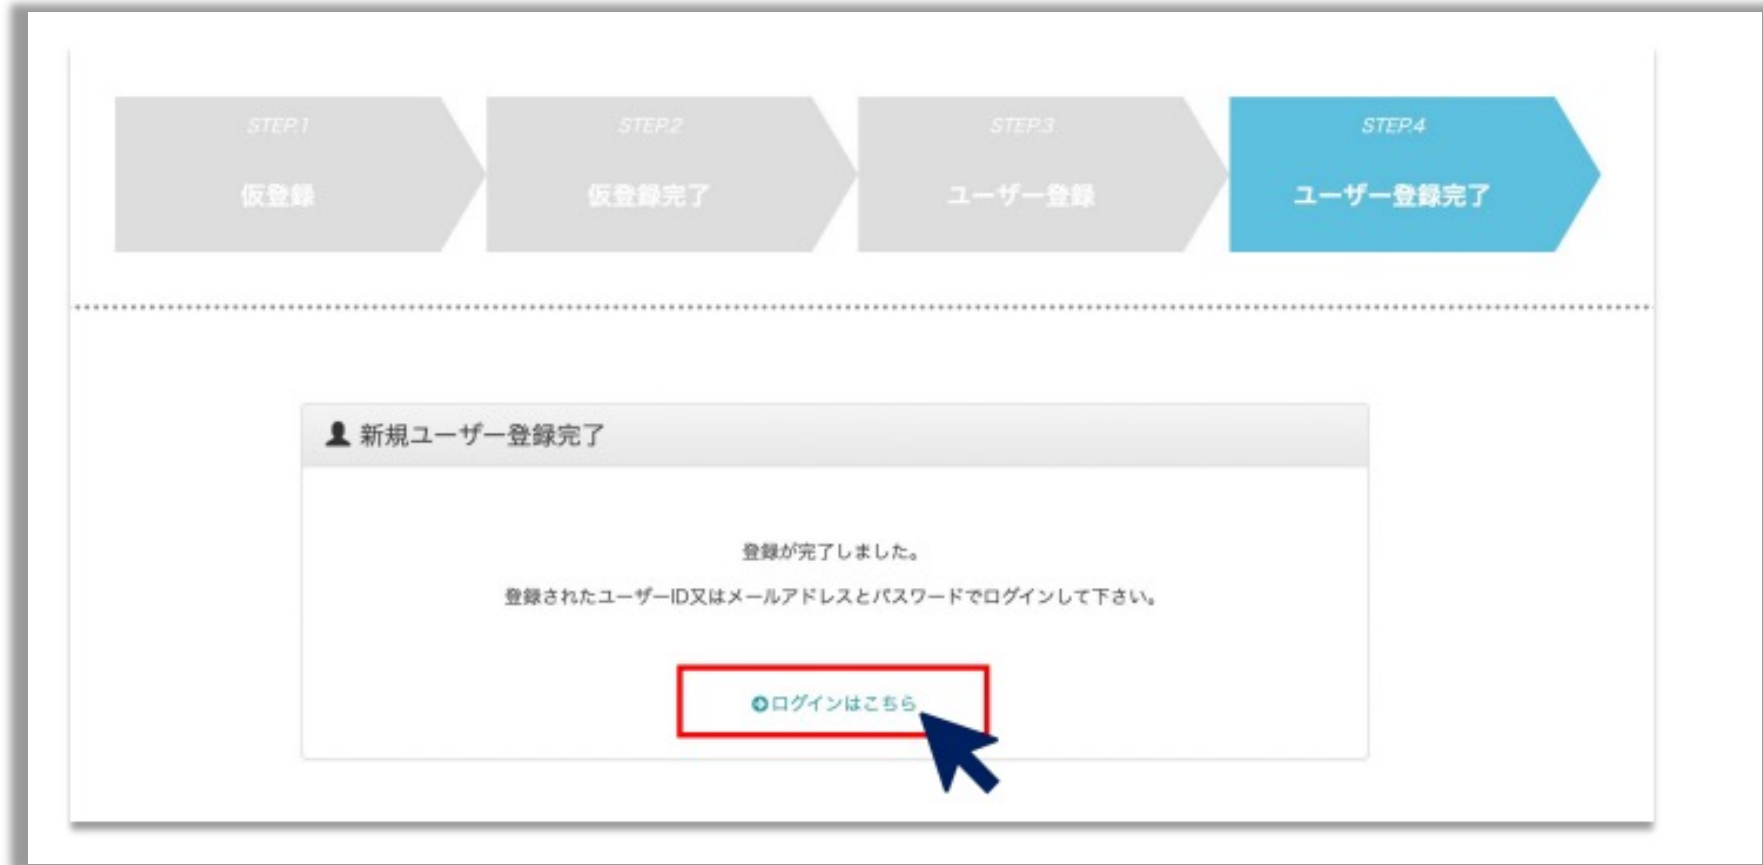 STEP.1
仮登録
STEP.2
仮登録完了
STEP.3
ユーザー登録
STEP.4
ユーザー登録完了
新規ユーザー登録完了
登録が完了しました。
登録されたユーザーID又はメールアドレスとパスワードでログインして下さい。
ログインはこちら